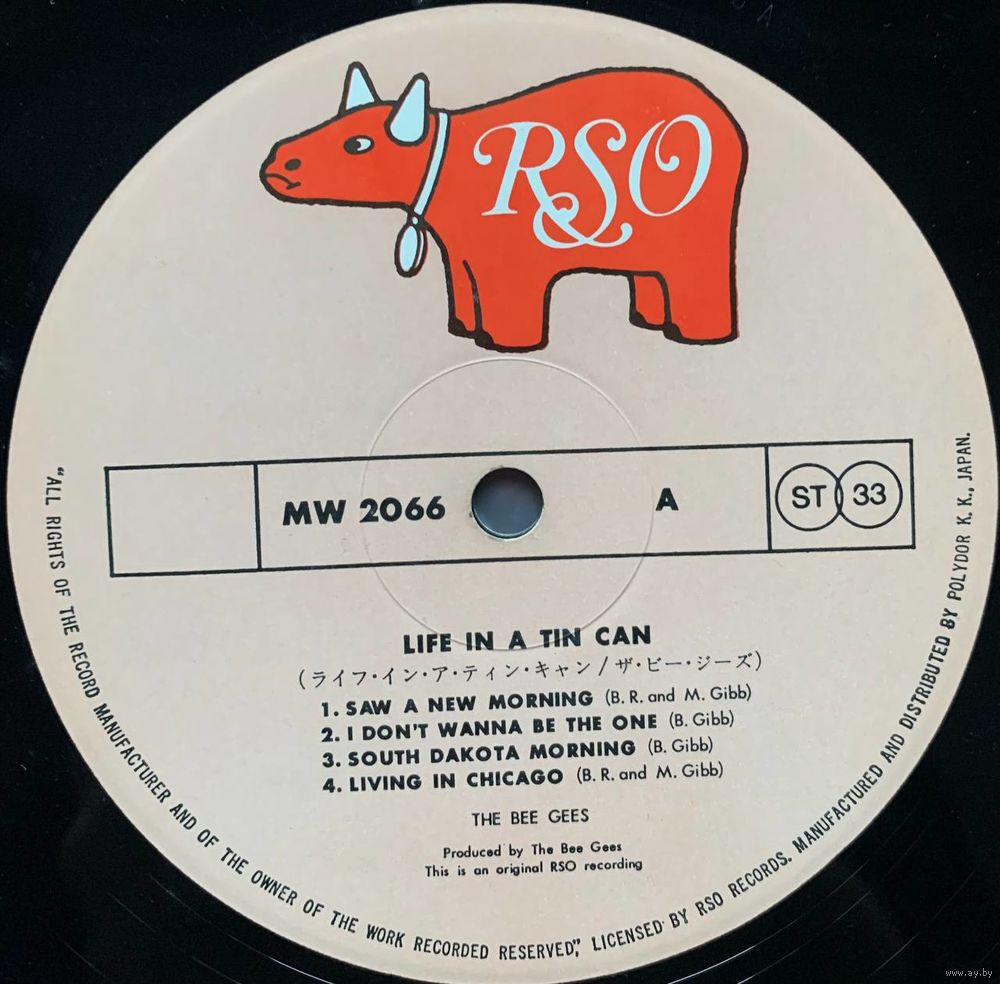 RSO
MW 2066
A
ST 33
LIFE IN A TIN CAN
(ライフ・イン・ア・ティン・キャン/ザ・ビー・ジーズ)
1. SAW A NEW MORNING (B. R. and M. Gibb)
2. I DON'T WANNA BE THE ONE (B. Gibb)
3. SOUTH DAKOTA MORNING (B. Gibb)
4. LIVING IN CHICAGO (B. R. and M. Gibb)
THE BEE GEES
Produced by The Bee Gees
This is an original RSO recording
"ALL RIGHTS OF THE RECORD MANUFACTURER AND OF THE OWNER OF THE WORK RECORDED RESERVED," LICENSED BY RSO RECORDS. MANUFACTURED AND DISTRIBUTED BY POLYDOR K. K., JAPAN.
www.ay.by